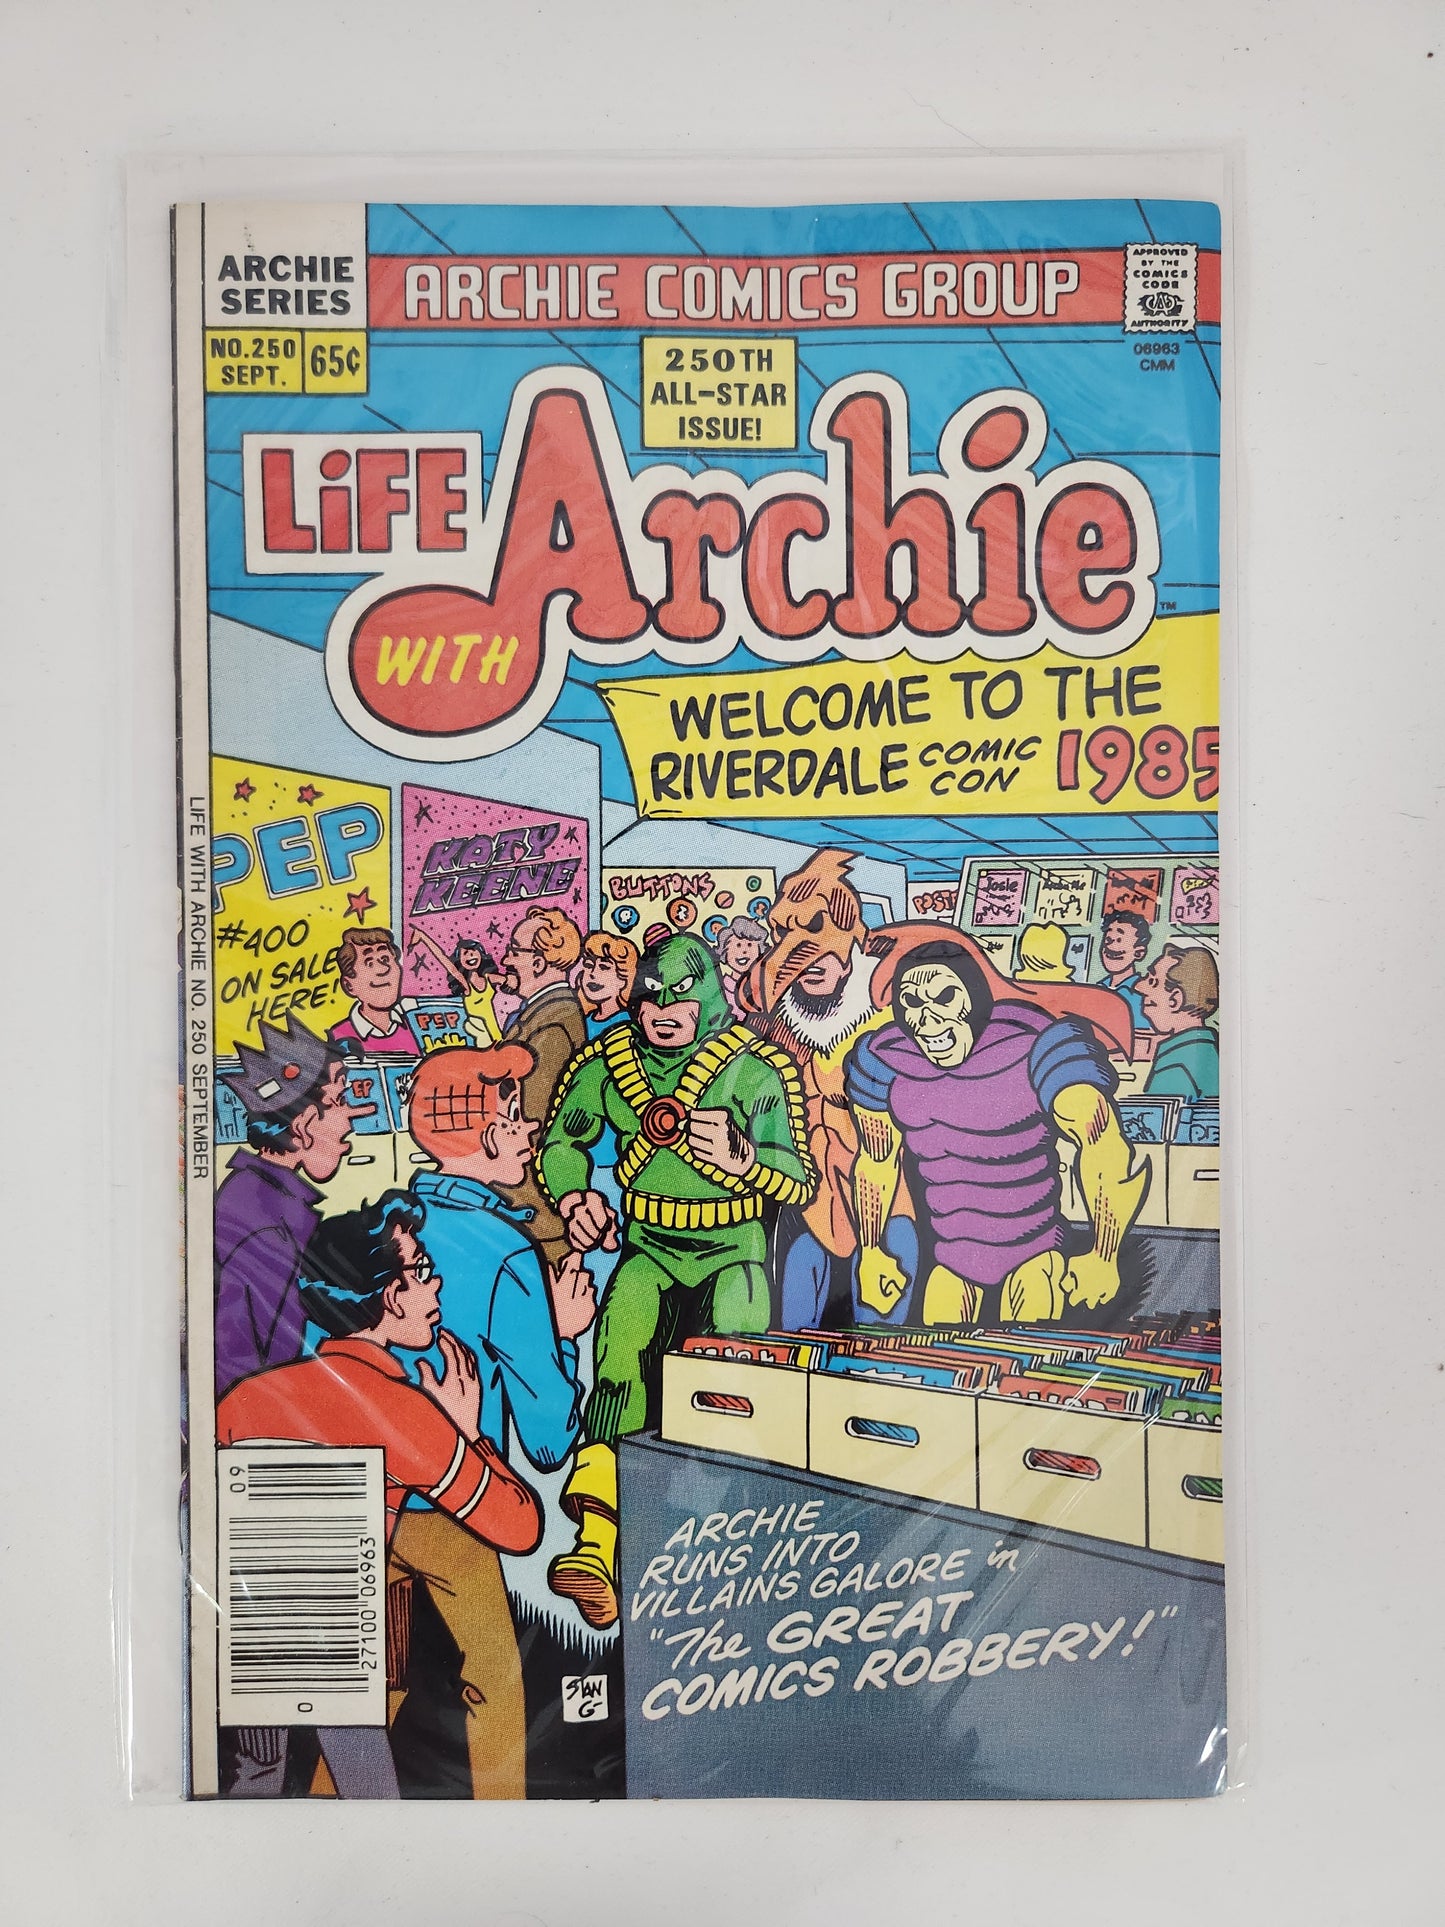 ARCHIE
SERIES
ARCHIE COMICS GROUP
APPROVED
BY THE
COMICS
CODE
AUTHORITY
06963
CMM
NO.250
SEPT.
65¢
250TH
ALL-STAR
ISSUE!
LiFE
WITH
Archie
TM
WELCOME TO THE
RIVERDALE COMIC CON 1985
PEP
#400
ON SALE
HERE!
KATY
KEENE
BUTTONS
POST
Josie
PEP
EP
LIFE WITH ARCHIE NO. 250 SEPTEMBER
ARCHIE
RUNS INTO
VILLAINS GALORE in
"The GREAT
COMICS ROBBERY!"
STAN
G-
09
27100 06963
0